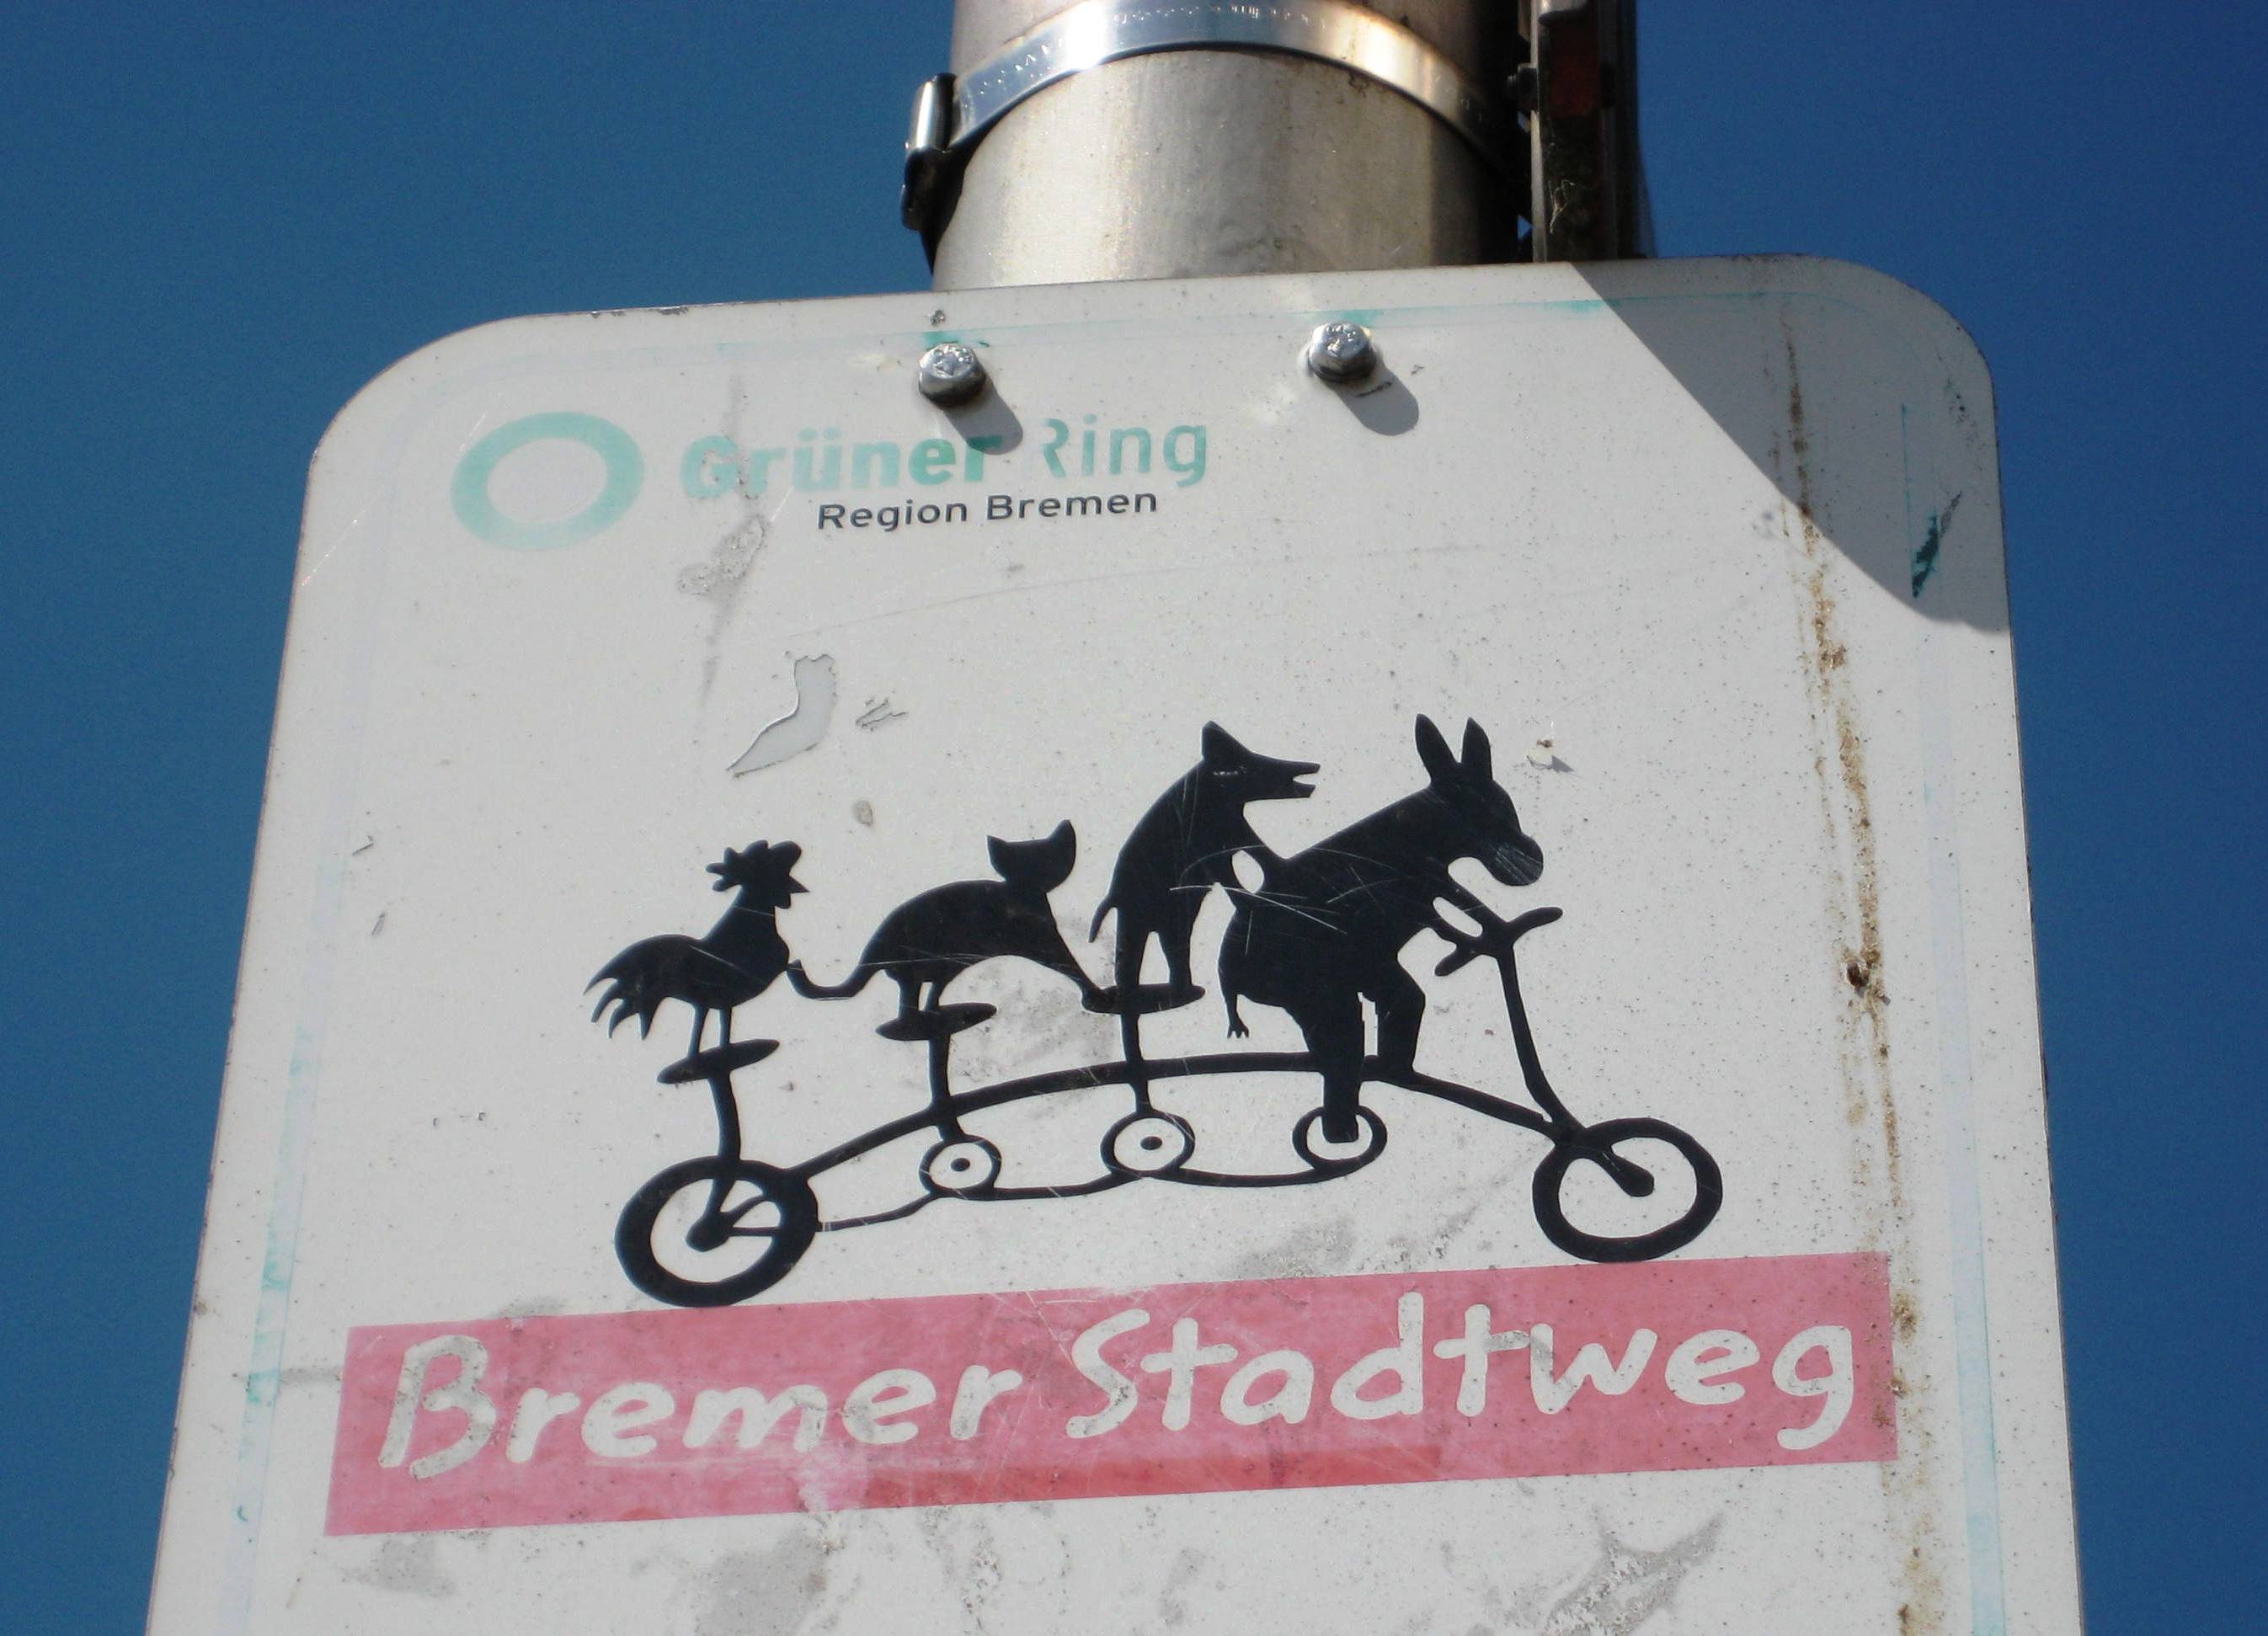 Grüner Ring
Region Bremen
Bremer Stadtweg